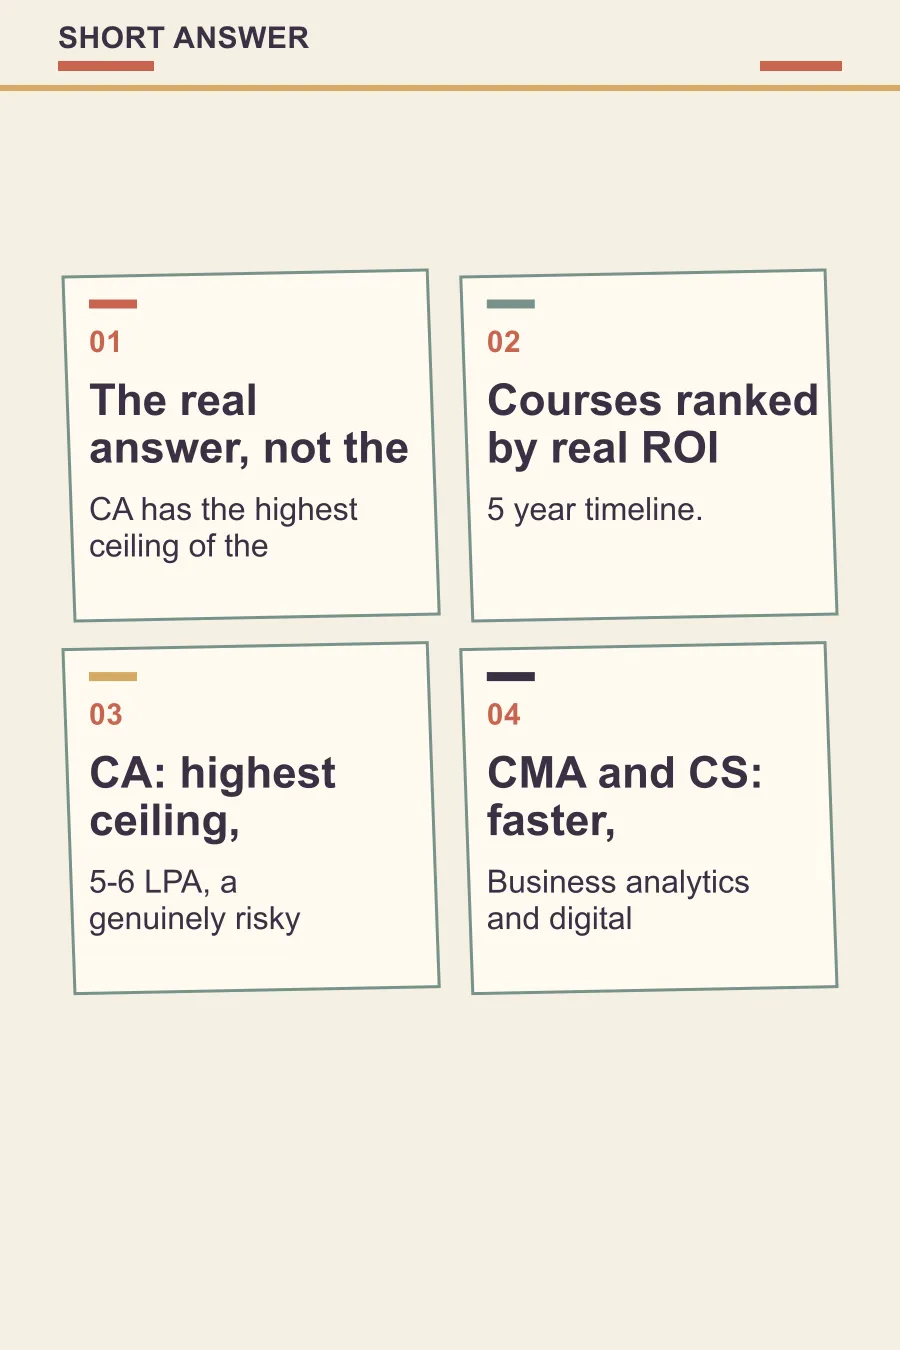 SHORT ANSWER
01
The real
answer, not the
CA has the highest
ceiling of the
02
Courses ranked
by real ROI
5 year timeline.
03
CA: highest
ceiling,
5-6 LPA, a
genuinely risky
04
CMA and CS:
faster,
Business analytics
and digital